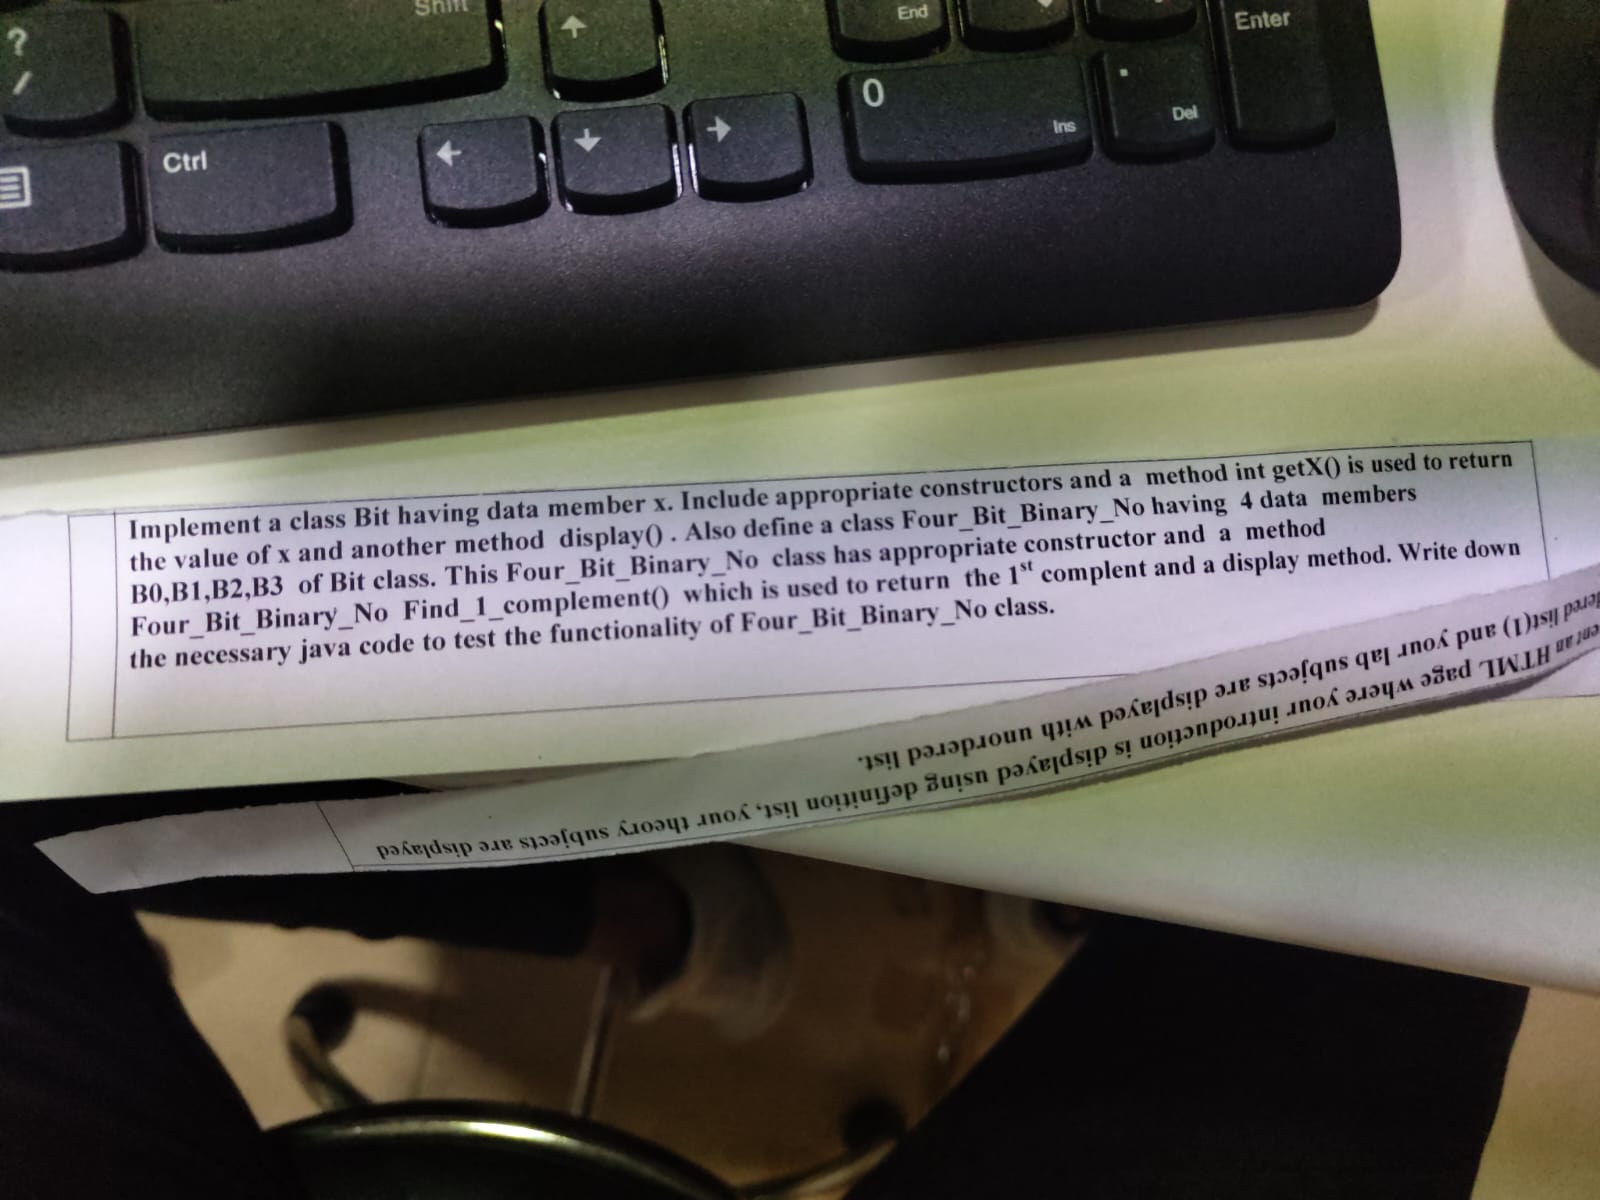 Shift
End
Enter
?
/
0
Ins
.
Del
Ctrl
Implement a class Bit having data member x. Include appropriate constructors and a method int getX() is used to return
the value of x and another method display() . Also define a class Four_Bit_Binary_No having 4 data members
B0,B1,B2,B3 of Bit class. This Four_Bit_Binary_No class has appropriate constructor and a method
Four_Bit_Binary_No Find_1_complement() which is used to return the 1st complent and a display method. Write down
the necessary java code to test the functionality of Four_Bit_Binary_No class.
an HTML page where your introduction is displayed using definition list, your theory subjects are displayed
list(1) and your lab subjects are displayed with unordered list.